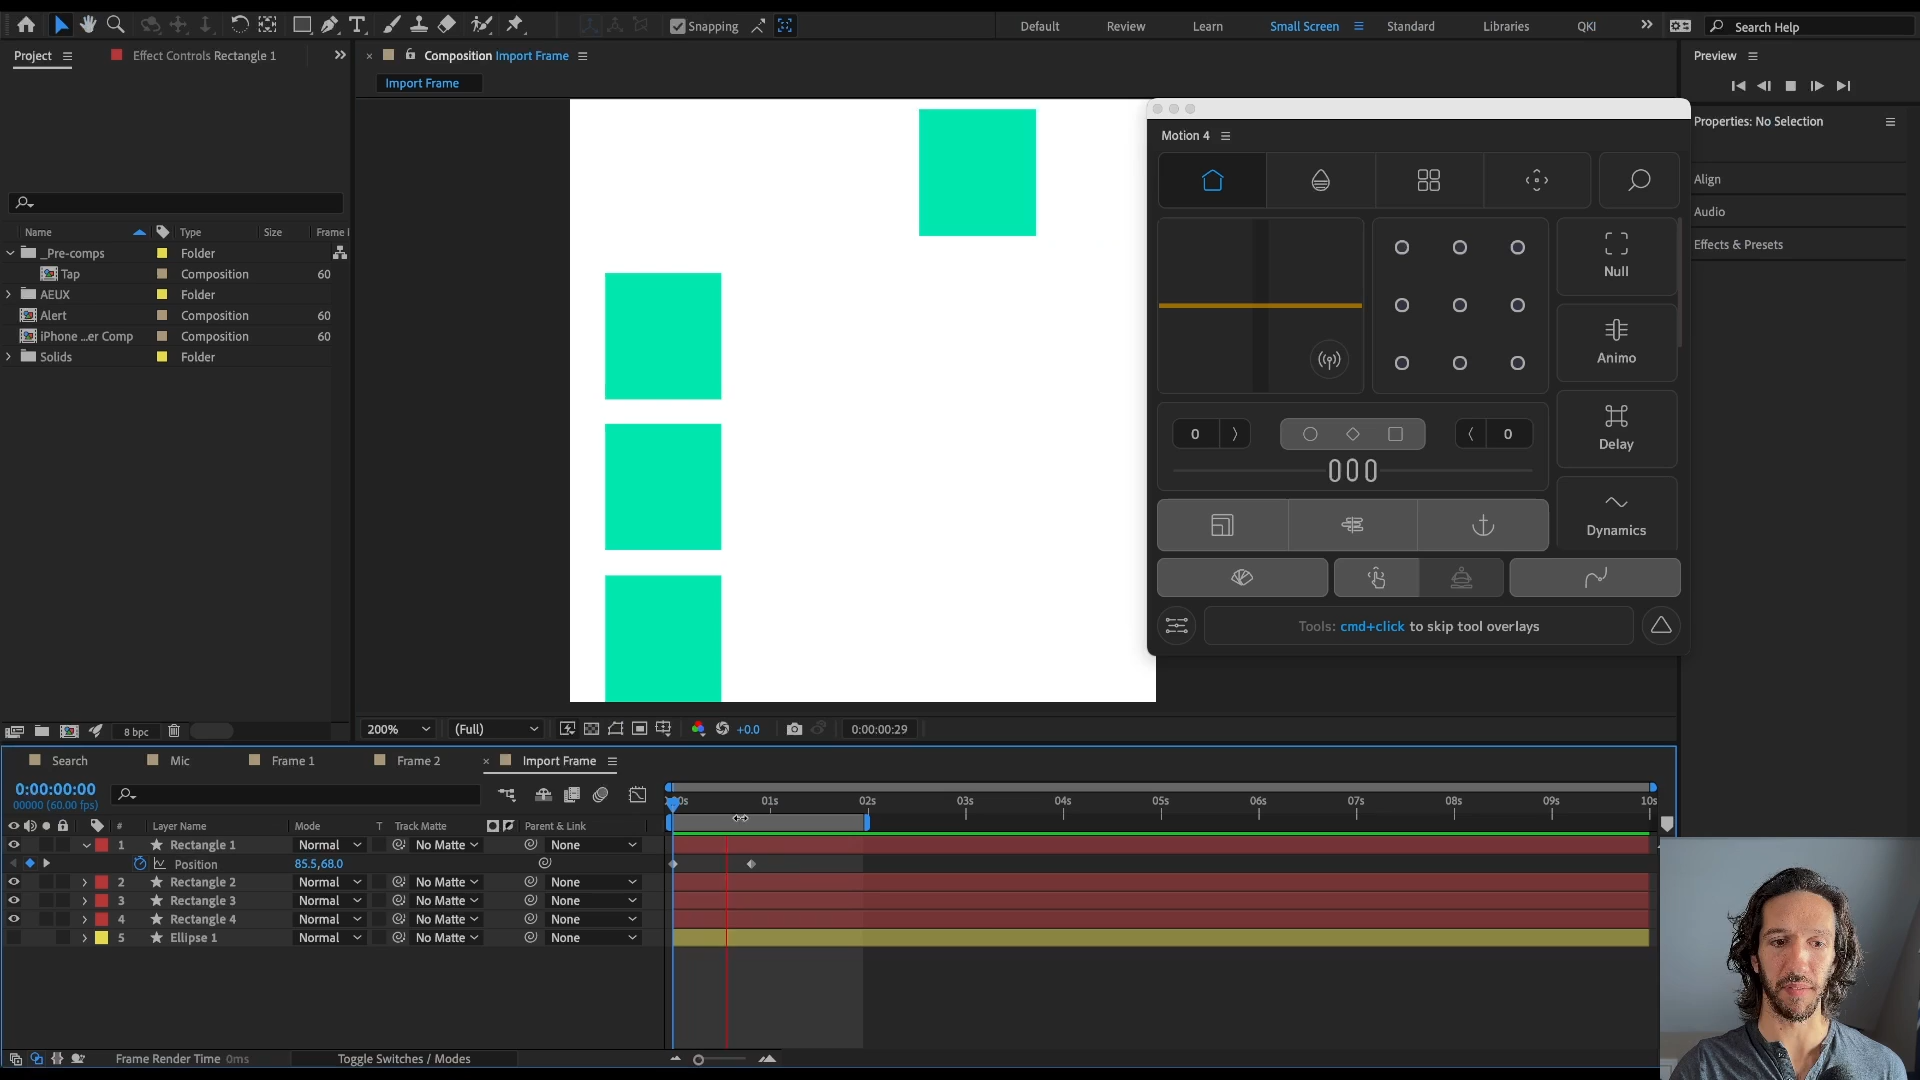 Snapping
Default
Review
Learn
Small Screen
Standard
Libraries
QKI
Search Help
Project
Effect Controls Rectangle 1
Composition Import Frame
Import Frame
Preview
Properties: No Selection
Align
Audio
Effects & Presets
Name
Type
Size
Frame
_Pre-comps
Folder
Tap
Composition
60
AEUX
Folder
Alert
Composition
60
iPhone ...er Comp
Composition
60
Solids
Folder
Motion 4
Null
Animo
Delay
Dynamics
0
0
Tools: cmd+click to skip tool overlays
8 bpc
200%
(Full)
+0.0
0:00:00:29
Search
Mic
Frame 1
Frame 2
Import Frame
0:00:00:00
00000 (60.00 fps)
01s
02s
03s
04s
05s
06s
07s
08s
09s
10s
#
Layer Name
Mode
T
Track Matte
Parent & Link
1
Rectangle 1
Normal
No Matte
None
Position
85.5,68.0
2
Rectangle 2
Normal
No Matte
None
3
Rectangle 3
Normal
No Matte
None
4
Rectangle 4
Normal
No Matte
None
5
Ellipse 1
Normal
No Matte
None
Frame Render Time 0ms
Toggle Switches / Modes